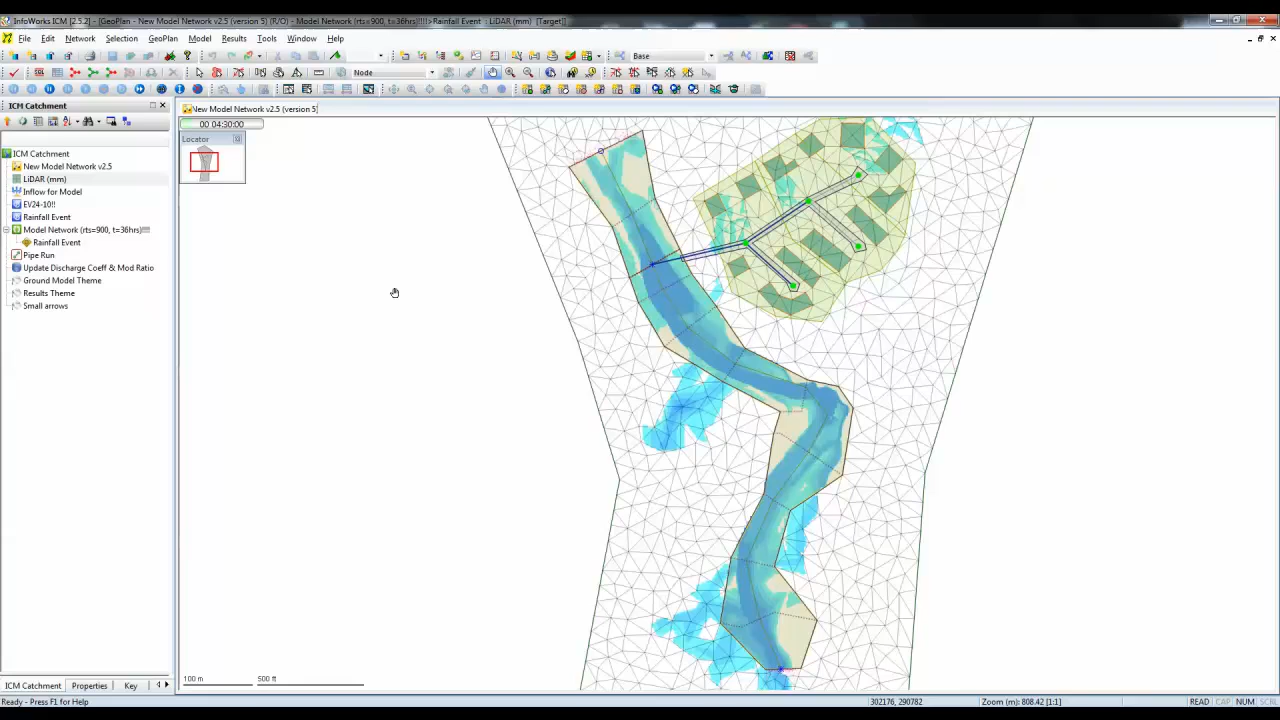 InfoWorks ICM [2.5.2] - [GeoPlan - New Model Network v2.5 (version 5) (R/O) - Model Network (rts=900, t=36hrs)!!!!>Rainfall Event : LiDAR (mm) [Target]]
File Edit Network Selection GeoPlan Model Results Tools Window Help
Base
Node
ICM Catchment
New Model Network v2.5 (version 5)
00 04:30:00
Locator
ICM Catchment
New Model Network v2.5
LiDAR (mm)
Inflow for Model
EV24-10!!
Rainfall Event
Model Network (rts=900, t=36hrs)
Rainfall Event
Pipe Run
Update Discharge Coeff & Mod Ratio
Ground Model Theme
Results Theme
Small arrows
100 m 500 ft
ICM Catchment Properties Key
Ready - Press F1 for Help 302176, 290782 Zoom (m): 808.42 [1:1] READ CAP NUM SCRL